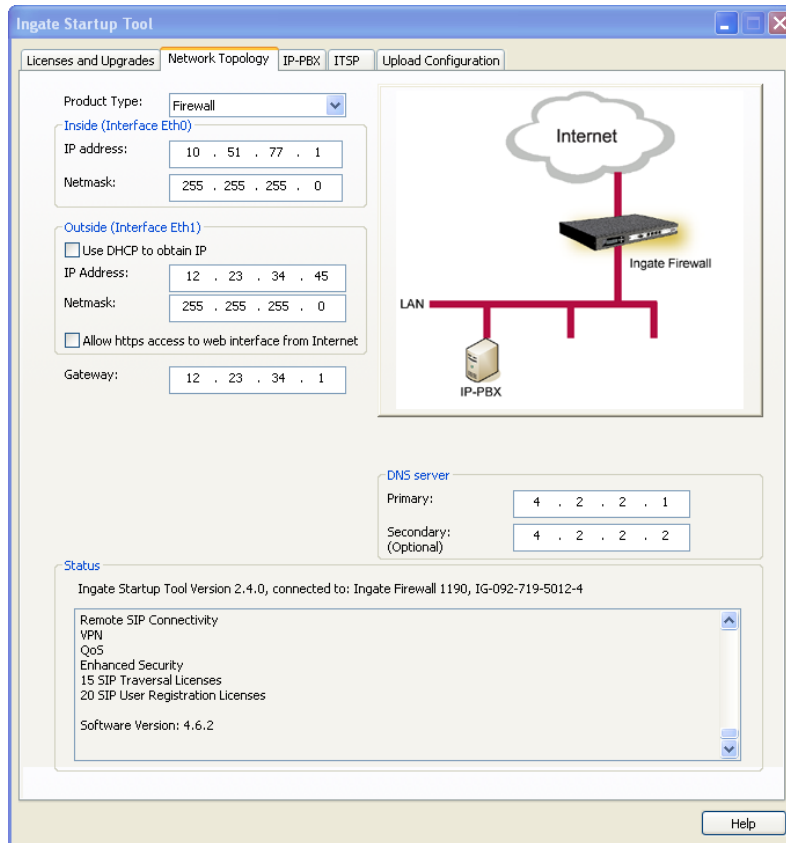 Ingate Startup Tool
Licenses and Upgrades
Network Topology
IP-PBX
ITSP
Upload Configuration
Product Type:
Firewall
Inside (Interface Eth0)
IP address:
10 . 51 . 77 . 1
Netmask:
255 . 255 . 255 . 0
Outside (Interface Eth1)
Use DHCP to obtain IP
IP Address:
12 . 23 . 34 . 45
Netmask:
255 . 255 . 255 . 0
Allow https access to web interface from Internet
Gateway:
12 . 23 . 34 . 1
Internet
Ingate Firewall
LAN
IP-PBX
DNS server
Primary:
4 . 2 . 2 . 1
Secondary:
(Optional)
4 . 2 . 2 . 2
Status
Ingate Startup Tool Version 2.4.0, connected to: Ingate Firewall 1190, IG-092-719-5012-4
Remote SIP Connectivity
VPN
QoS
Enhanced Security
15 SIP Traversal Licenses
20 SIP User Registration Licenses
Software Version: 4.6.2
Help